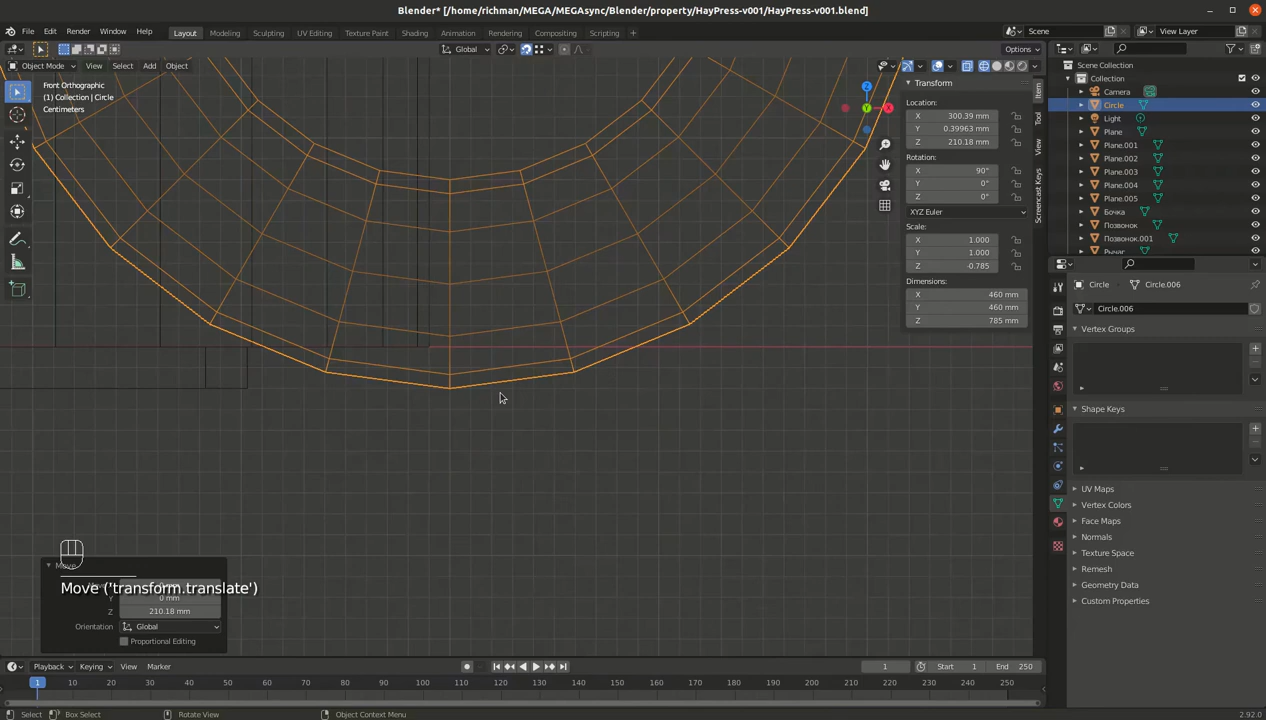 Blender* [/home/richman/MEGA/MEGAsync/Blender/property/HayPress-v001/HayPress-v001.blend]
File Edit Render Window Help Layout Modeling Sculpting UV Editing Texture Paint Shading Animation Rendering Compositing Scripting Scene View Layer
Global Options
Object Mode View Select Add Object
Front Orthographic
(1) Collection | Circle
Centimeters
Transform
Location:
X 300.39 mm
Y 0.39963 mm
Z 210.18 mm
Rotation:
X 90°
Y 0°
Z 0°
XYZ Euler
Scale:
X 1.000
Y 1.000
Z -0.785
Dimensions:
X 460 mm
Y 460 mm
Z 785 mm
Item
Tool
View
Screencast Keys
X
Y
Z
Scene Collection
Collection
Camera
Circle
Light
Plane
Plane.001
Plane.002
Plane.003
Plane.004
Plane.005
Бочка
Позвонок
Позвонок.001
Рычаг
Circle Circle.006
Circle.006
Vertex Groups
Shape Keys
UV Maps
Vertex Colors
Face Maps
Normals
Texture Space
Remesh
Geometry Data
Custom Properties
Move
Move ('transform.translate')
Y 0 mm
Z 210.18 mm
Orientation Global
Proportional Editing
Playback Keying View Marker 1 Start 1 End 250
1 10 20 30 40 50 60 70 80 90 100 110 120 130 140 150 160 170 180 190 200 210 220 230 240 250
Select Box Select Rotate View Object Context Menu 2.92.0